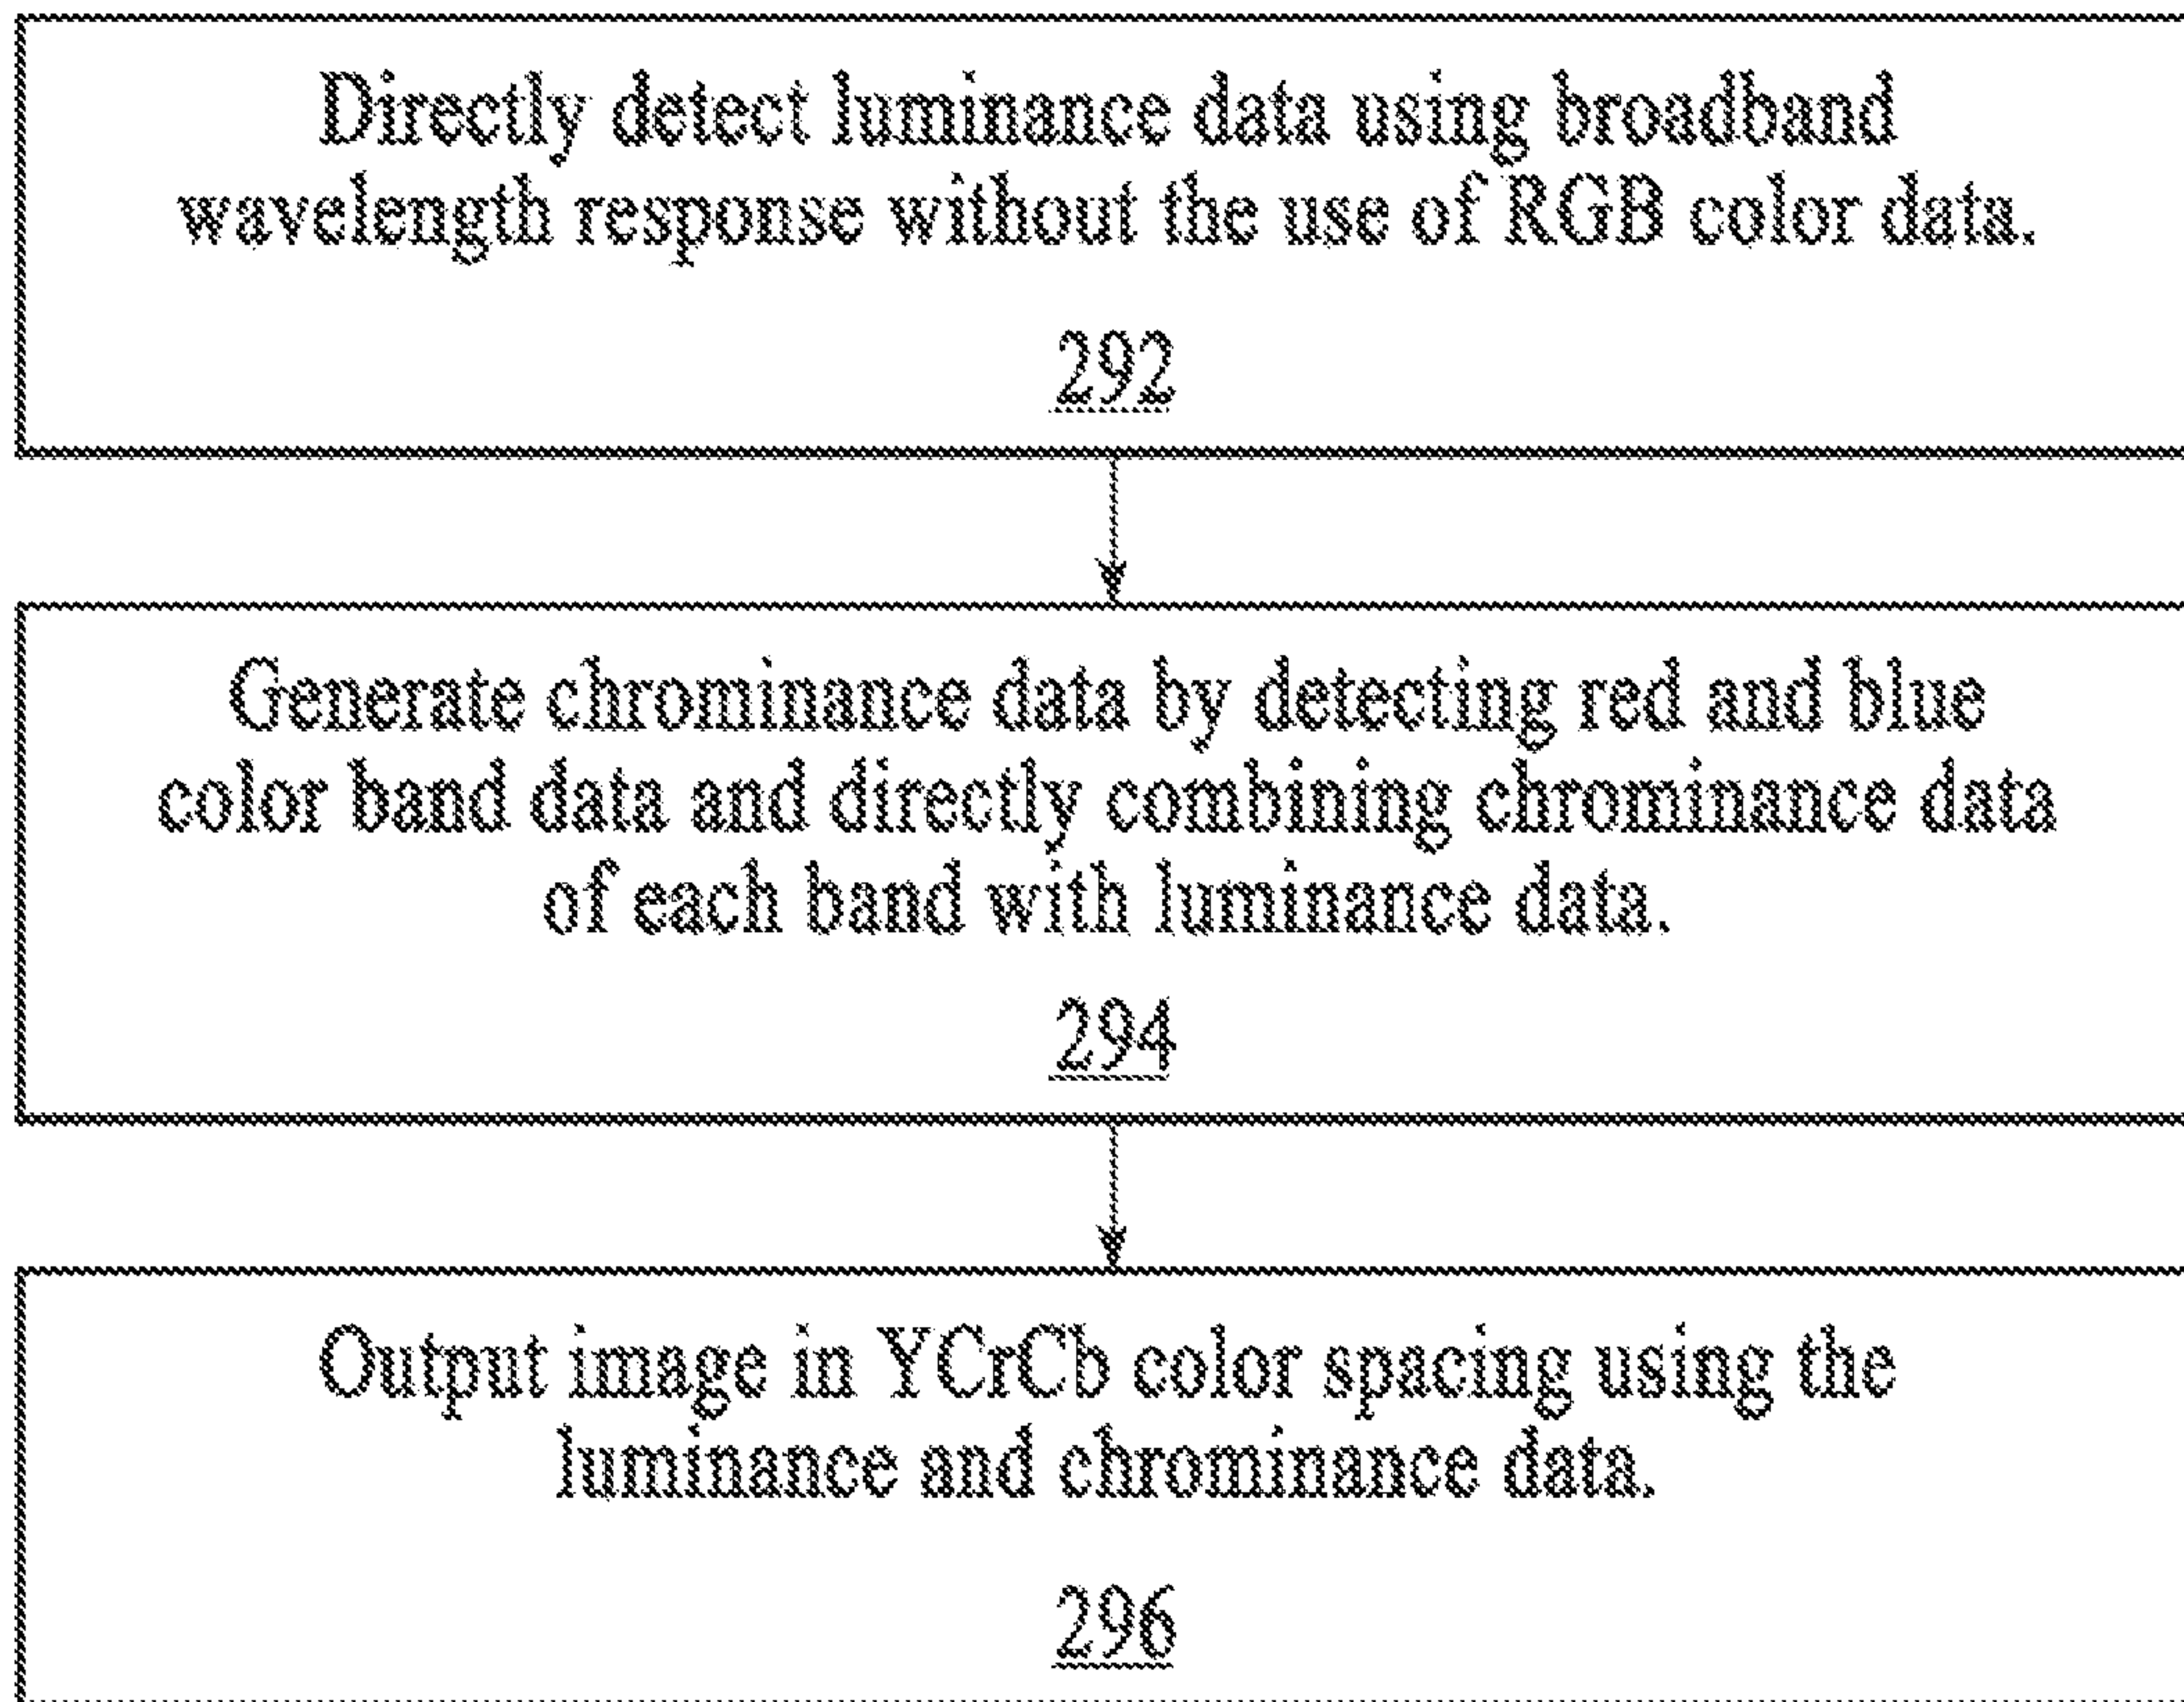 Directly detect luminance data using broadband
wavelength response without the use of RGB color data.
292
Generate chrominance data by detecting red and blue
color band data and directly combining chrominance data
of each band with luminance data.
294
Output image in YCrCb color spacing using the
luminance and chrominance data.
296